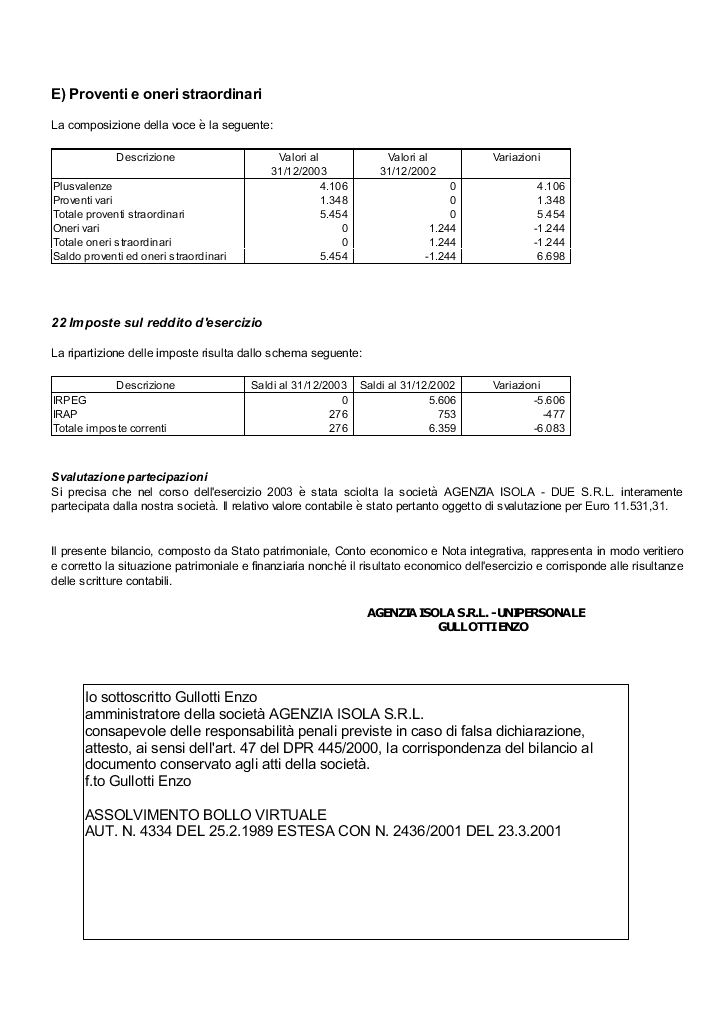 E) Proventi e oneri straordinari
La composizione della voce è la seguente:
Descrizione Valori al 31/12/2003 Valori al 31/12/2002 Variazioni
Plusvalenze 4.106 0 4.106
Proventi vari 1.348 0 1.348
Totale proventi straordinari 5.454 0 5.454
Oneri vari 0 1.244 -1.244
Totale oneri straordinari 0 1.244 -1.244
Saldo proventi ed oneri straordinari 5.454 -1.244 6.698
22 Imposte sul reddito d'esercizio
La ripartizione delle imposte risulta dallo schema seguente:
Descrizione Saldi al 31/12/2003 Saldi al 31/12/2002 Variazioni
IRPEG 0 5.606 -5.606
IRAP 276 753 -477
Totale imposte correnti 276 6.359 -6.083
Svalutazione partecipazioni
Si precisa che nel corso dell'esercizio 2003 è stata sciolta la società AGENZIA ISOLA - DUE S.R.L. interamente
partecipata dalla nostra società. Il relativo valore contabile è stato pertanto oggetto di svalutazione per Euro 11.531,31.
Il presente bilancio, composto da Stato patrimoniale, Conto economico e Nota integrativa, rappresenta in modo veritiero
e corretto la situazione patrimoniale e finanziaria nonché il risultato economico dell'esercizio e corrisponde alle risultanze
delle scritture contabili.
AGENZIA ISOLA S.R.L. - UNIPERSONALE
GULLOTTI ENZO
Io sottoscritto Gullotti Enzo
amministratore della società AGENZIA ISOLA S.R.L.
consapevole delle responsabilità penali previste in caso di falsa dichiarazione,
attesto, ai sensi dell'art. 47 del DPR 445/2000, la corrispondenza del bilancio al
documento conservato agli atti della società.
f.to Gullotti Enzo
ASSOLVIMENTO BOLLO VIRTUALE
AUT. N. 4334 DEL 25.2.1989 ESTESA CON N. 2436/2001 DEL 23.3.2001